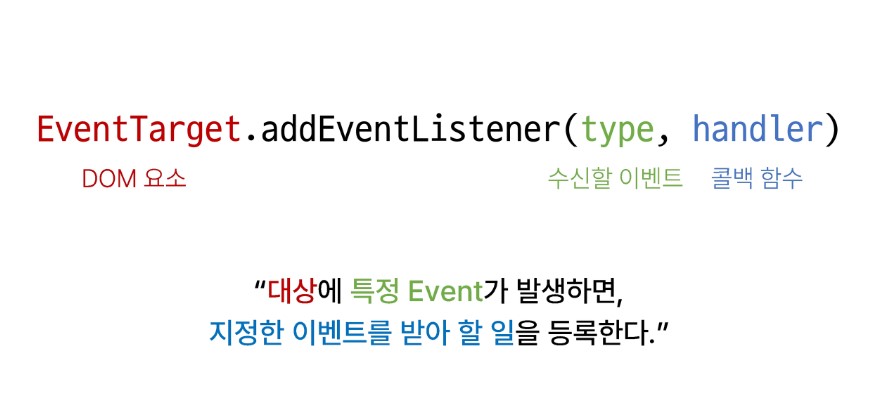 EventTarget.addEventListener(type, handler)
DOM 요소 수신할 이벤트 콜백 함수
“대상에 특정 Event가 발생하면,
지정한 이벤트를 받아 할 일을 등록한다.”